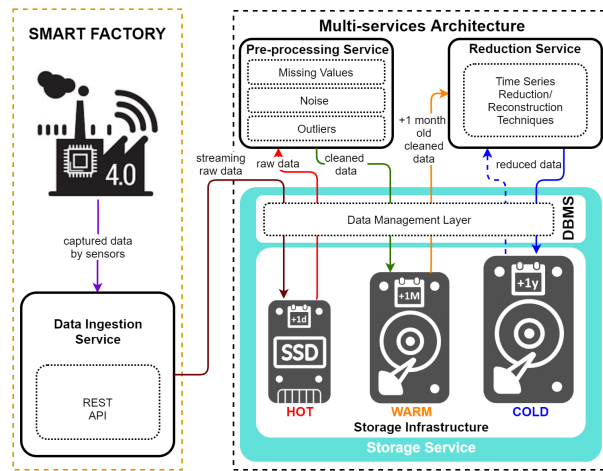 SMART FACTORY
4.0
captured data
by sensors
Data Ingestion
Service
REST
API
Multi-services Architecture
Pre-processing Service
Missing Values
Noise
Outliers
Reduction Service
Time Series
Reduction/
Reconstruction
Techniques
streaming
raw data
raw data
cleaned
data
+1 month
old
cleaned
data
reduced data
Data Management Layer
DBMS
+1d
SSD
HOT
+1M
WARM
+1y
COLD
Storage Infrastructure
Storage Service